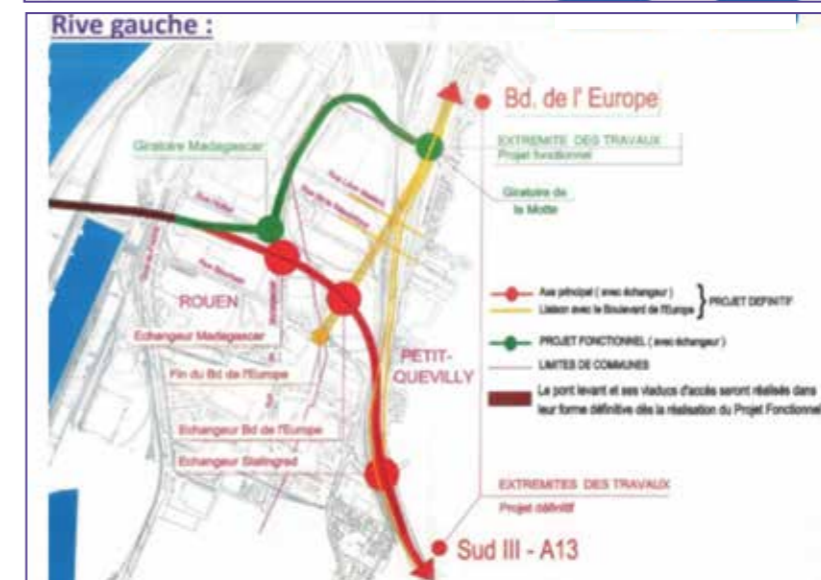 Rive gauche :
Bd. de l' Europe
EXTREMITE DES TRAVAUX
Projet fonctionnel
Giratoire Madagascar
Giratoire de
la Motte
ROUEN
Axe principal ( avec échangeur )
Liaison avec le Boulevard de l'Europe
PROJET DEFINITIF
Echangeur Madagascar
PROJET FONCTIONNEL ( avec échangeur )
PETIT-
QUEVILLY
LIMITES DE COMMUNES
Fin du Bd de l'Europe
Le pont levant et ses viaducs d'accès seront réalisés dans
leur forme définitive dès la réalisation du Projet Fonctionnel
Echangeur Bd de l'Europe
Echangeur Stalingrad
EXTREMITES DES TRAVAUX
Projet définitif
Sud III - A13